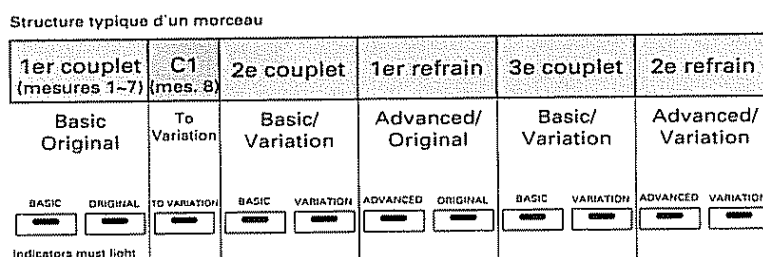 Structure typique d'un morceau
1er couplet C1 2e couplet 1er refrain 3e couplet 2e refrain
(mesures 1~7) (mes. 8)
Basic To Basic/ Advanced/ Basic/ Advanced/
Original Variation Variation Original Variation Variation
BASIC ORIGINAL TO VARIATION BASIC VARIATION ADVANCED ORIGINAL BASIC VARIATION ADVANCED VARIATION
Indicators must light